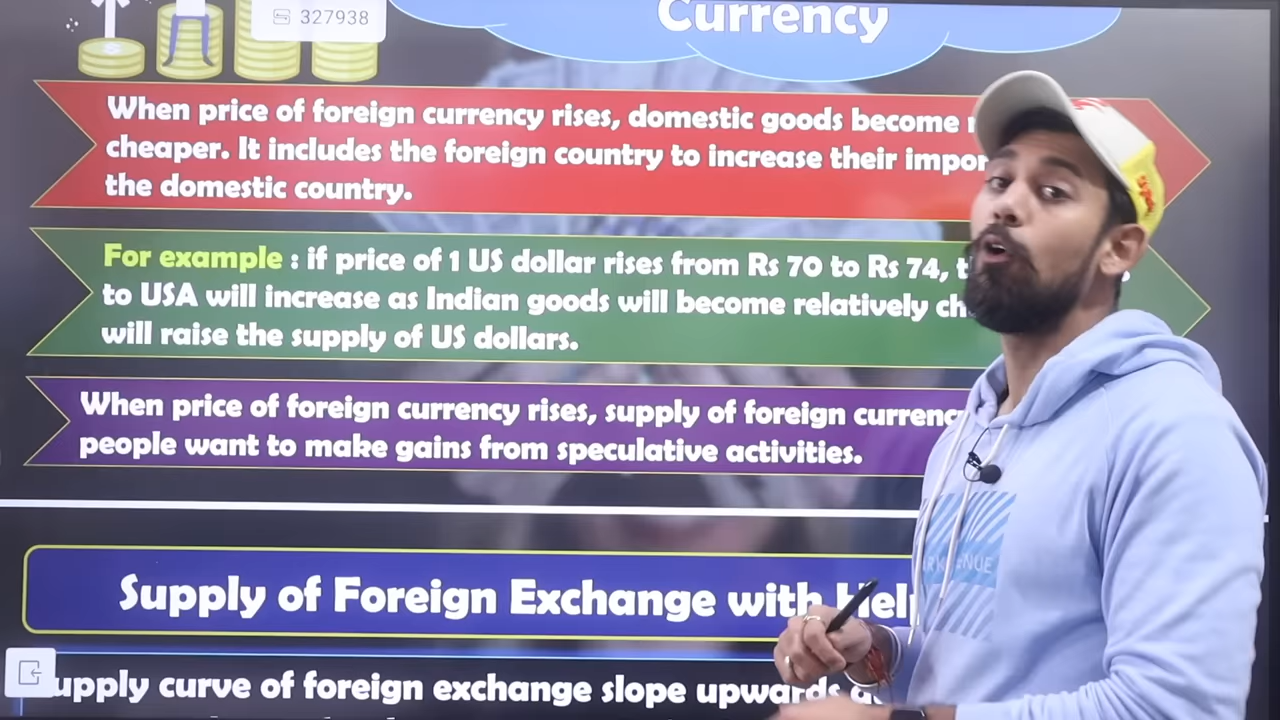 327938
Currency
When price of foreign currency rises, domestic goods become
cheaper. It includes the foreign country to increase their
the domestic country.
For example : if price of 1 US dollar rises from Rs 70 to Rs 74,
to USA will increase as Indian goods will become relatively
will raise the supply of US dollars.
When price of foreign currency rises, supply of foreign
people want to make gains from speculative activities.
Supply of Foreign Exchange with
curve of foreign exchange slope upwards